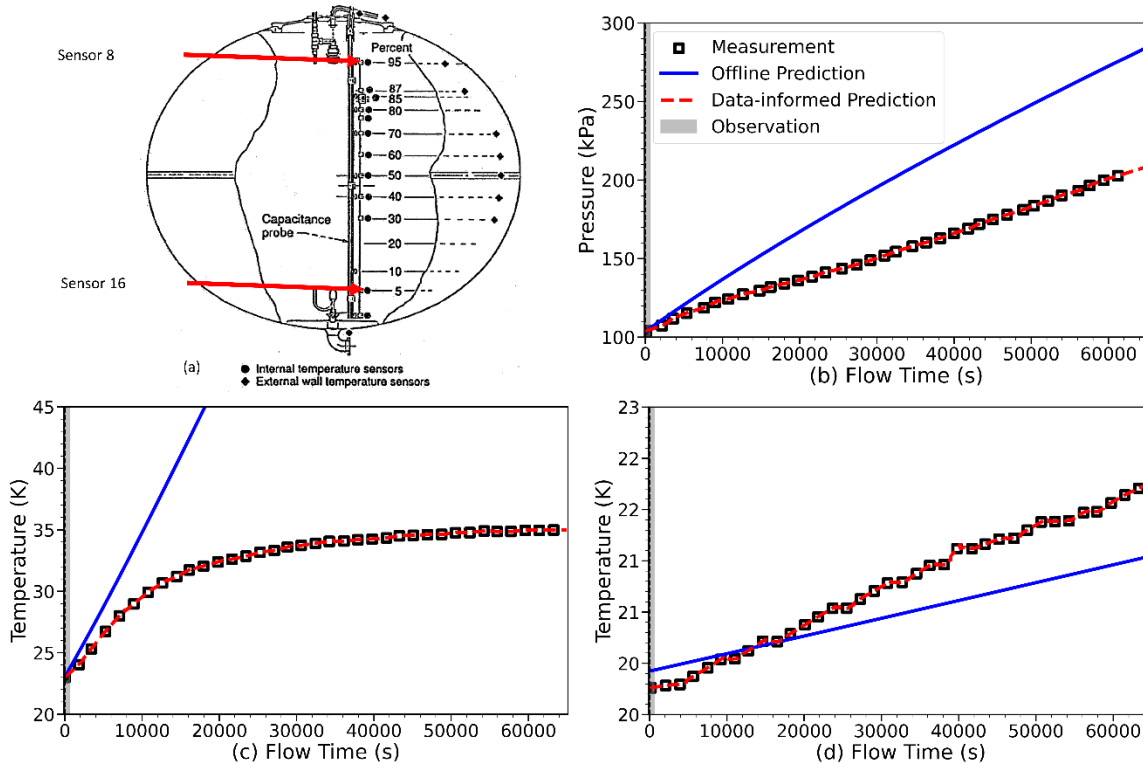 Sensor 8
Percent
95
87
85
80
70
60
50
40
30
20
10
5
Capacitance
probe
Sensor 16
(a)
● Internal temperature sensors
◆ External wall temperature sensors
300
275
250
225
200
175
150
125
100
Pressure (kPa)
Measurement
Offline Prediction
Data-informed Prediction
Observation
0 10000 20000 30000 40000 50000 60000
(b) Flow Time (s)
45
40
35
30
25
20
Temperature (K)
0 10000 20000 30000 40000 50000 60000
(c) Flow Time (s)
23
22
22
21
21
20
20
Temperature (K)
0 10000 20000 30000 40000 50000 60000
(d) Flow Time (s)